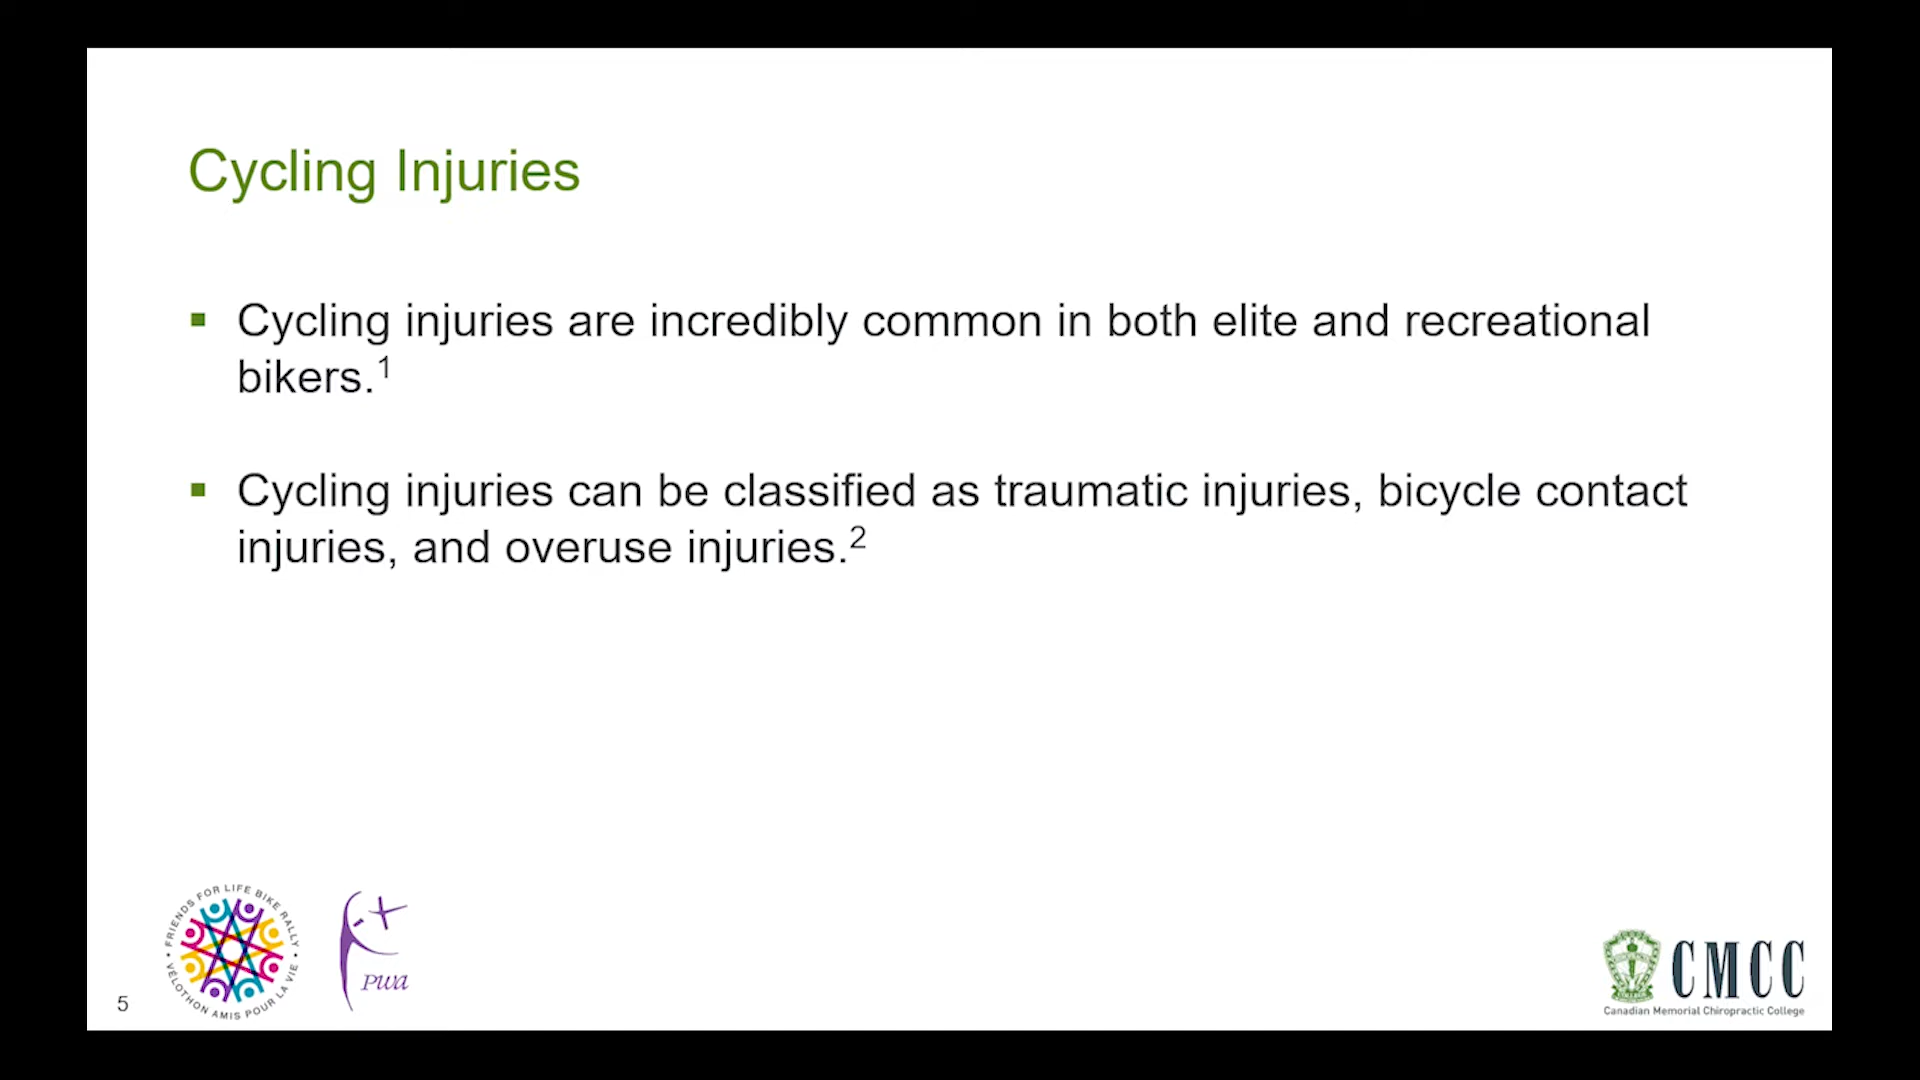 Cycling Injuries
▪ Cycling injuries are incredibly common in both elite and recreational
bikers.1
▪ Cycling injuries can be classified as traumatic injuries, bicycle contact
injuries, and overuse injuries.2
5
• FRIENDS FOR LIFE BIKE RALLY •
VÉLOTHON AMIS POUR LA VIE
pwa
CMCC
Canadian Memorial Chiropractic College